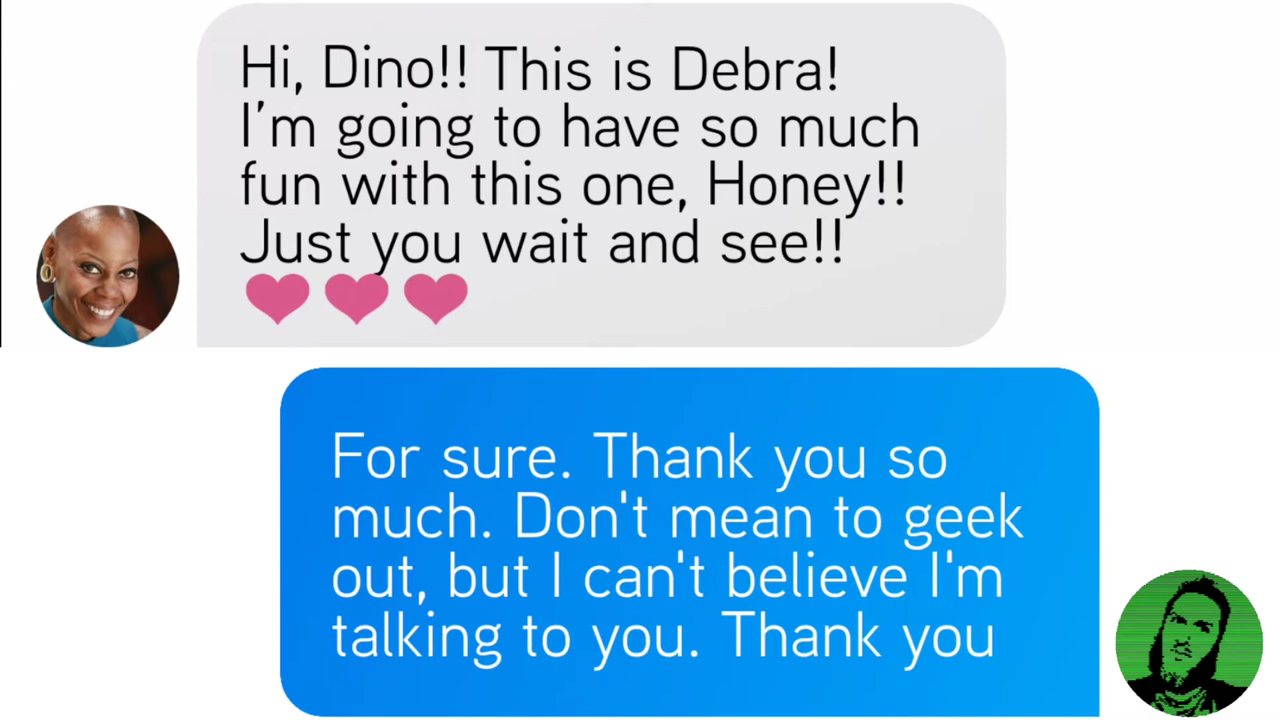 Hi, Dino!! This is Debra!
I’m going to have so much
fun with this one, Honey!!
Just you wait and see!!
For sure. Thank you so
much. Don't mean to geek
out, but I can't believe I'm
talking to you. Thank you